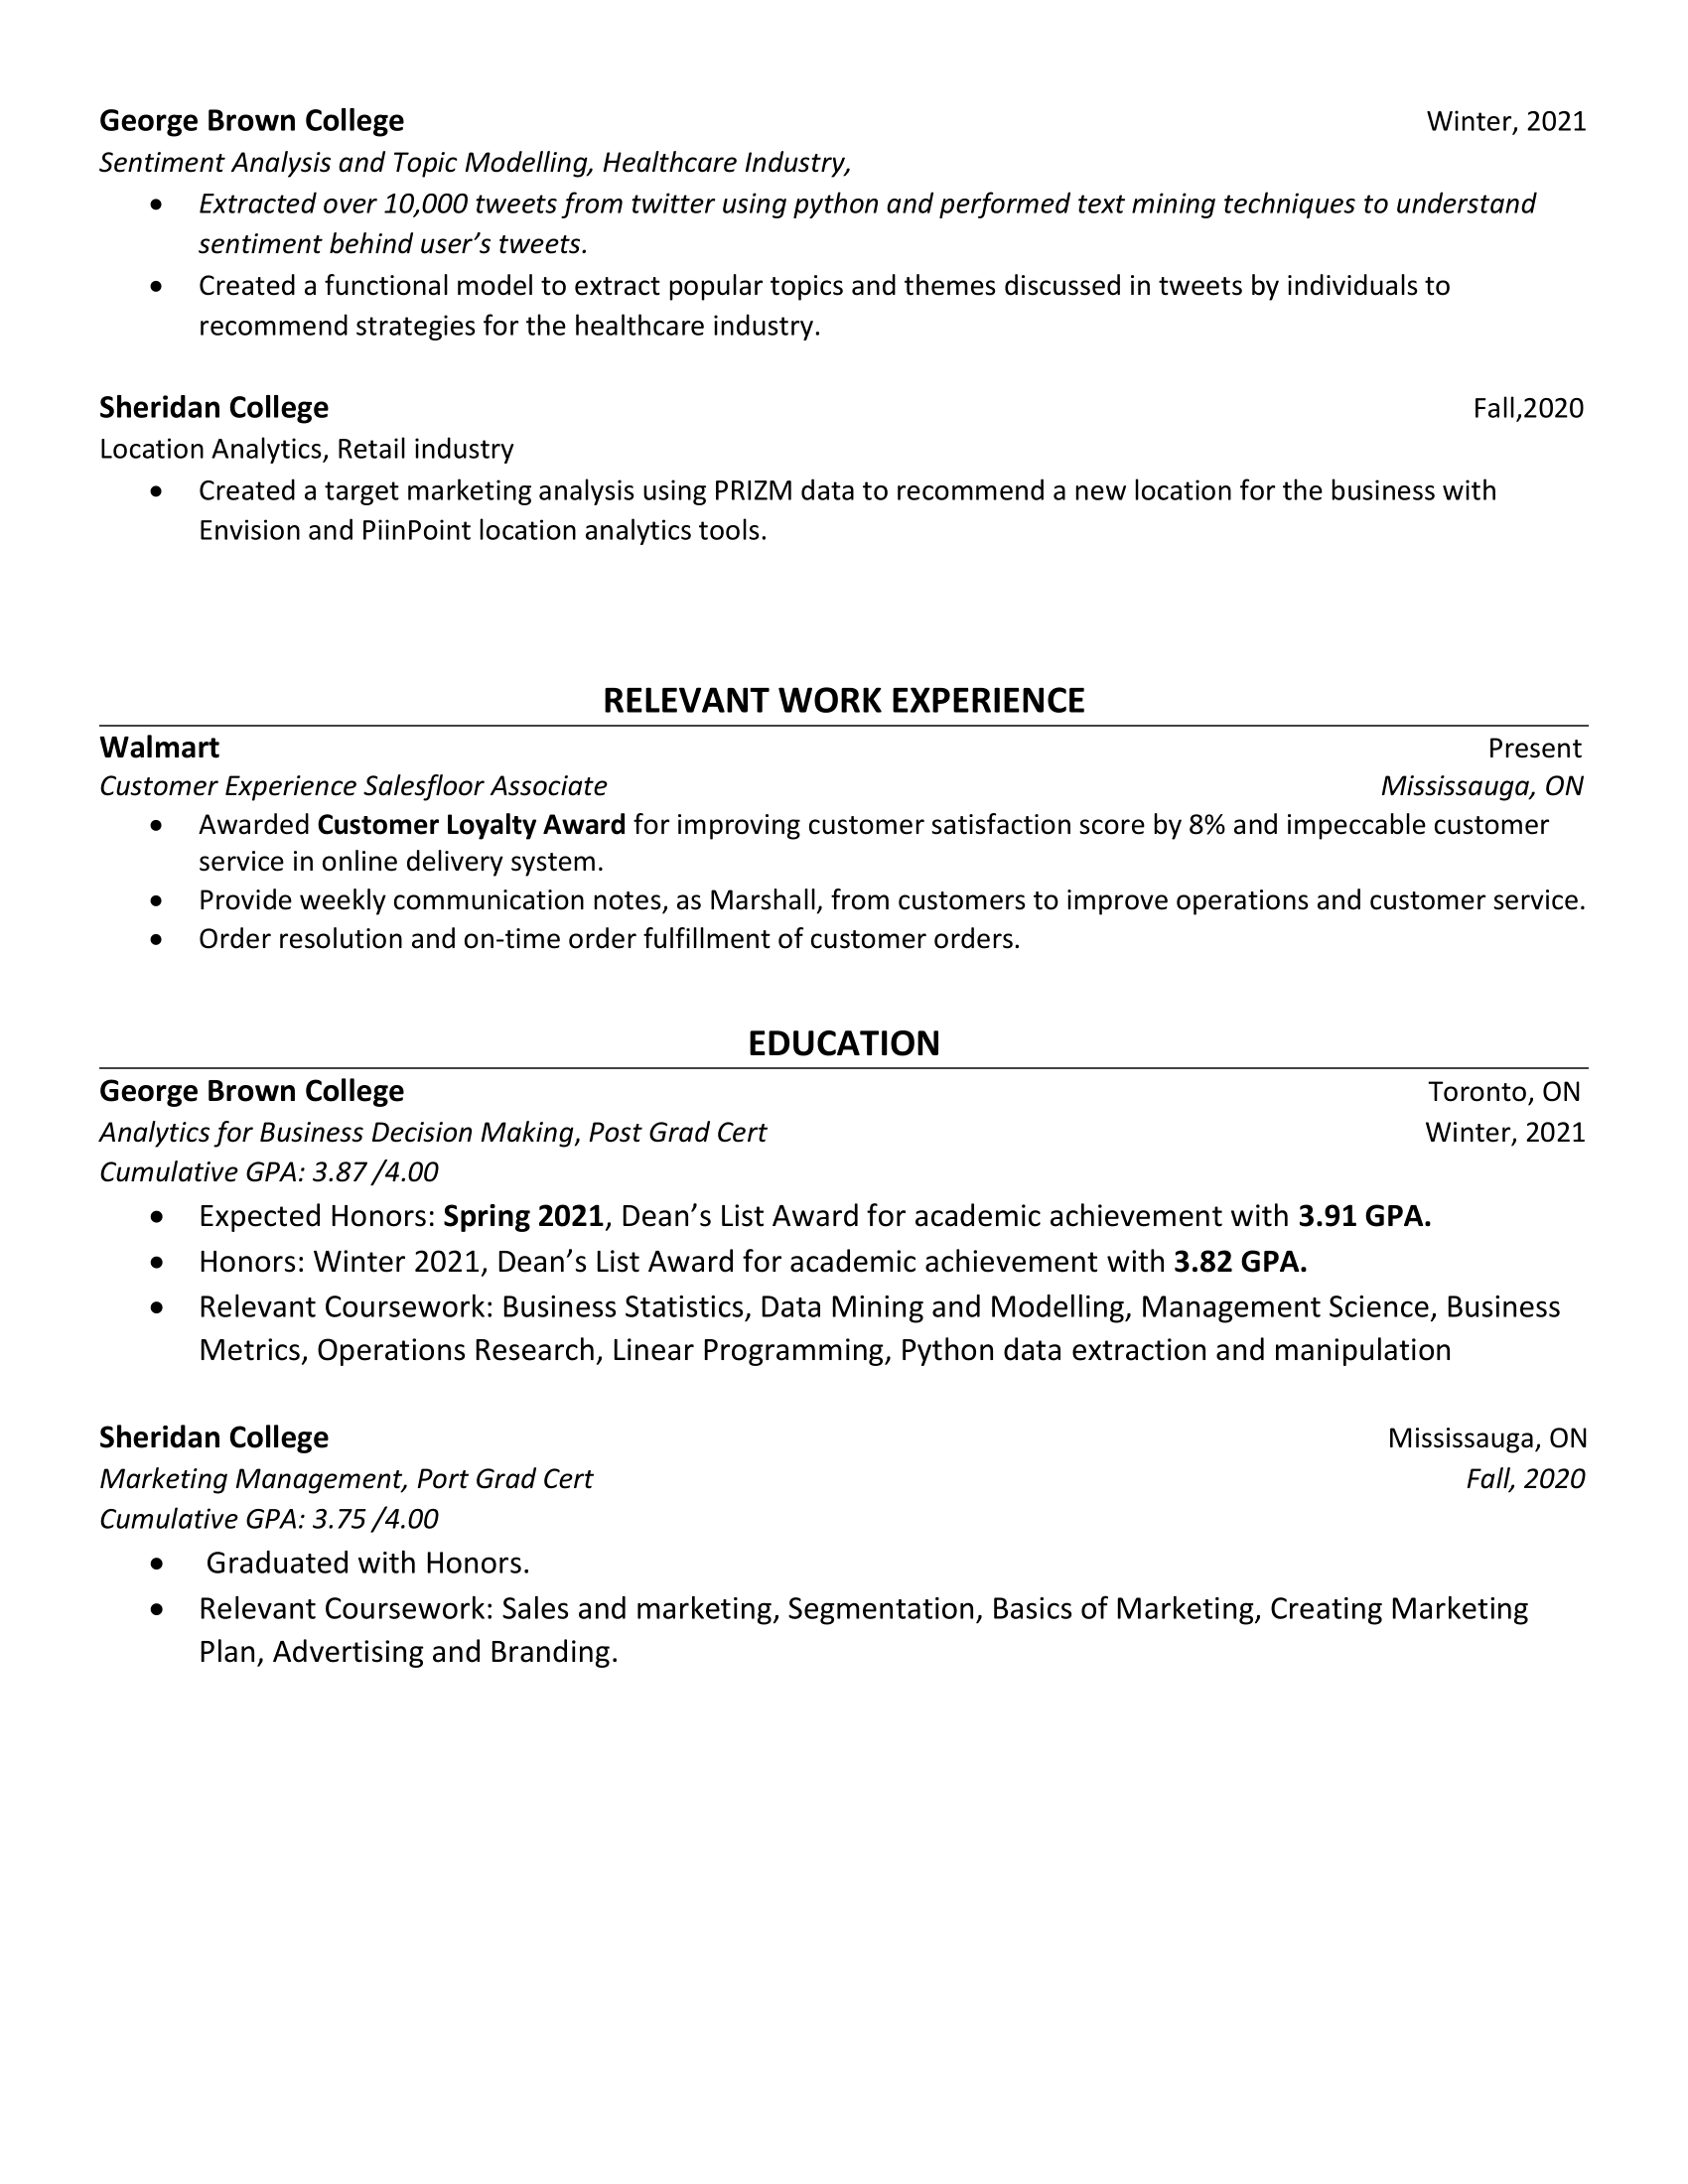 George Brown College Winter, 2021
Sentiment Analysis and Topic Modelling, Healthcare Industry,
• Extracted over 10,000 tweets from twitter using python and performed text mining techniques to understand
sentiment behind user’s tweets.
• Created a functional model to extract popular topics and themes discussed in tweets by individuals to
recommend strategies for the healthcare industry.
Sheridan College Fall,2020
Location Analytics, Retail industry
• Created a target marketing analysis using PRIZM data to recommend a new location for the business with
Envision and PiinPoint location analytics tools.
RELEVANT WORK EXPERIENCE
Walmart Present
Customer Experience Salesfloor Associate Mississauga, ON
• Awarded Customer Loyalty Award for improving customer satisfaction score by 8% and impeccable customer
service in online delivery system.
• Provide weekly communication notes, as Marshall, from customers to improve operations and customer service.
• Order resolution and on-time order fulfillment of customer orders.
EDUCATION
George Brown College Toronto, ON
Analytics for Business Decision Making, Post Grad Cert Winter, 2021
Cumulative GPA: 3.87 /4.00
• Expected Honors: Spring 2021, Dean’s List Award for academic achievement with 3.91 GPA.
• Honors: Winter 2021, Dean’s List Award for academic achievement with 3.82 GPA.
• Relevant Coursework: Business Statistics, Data Mining and Modelling, Management Science, Business
Metrics, Operations Research, Linear Programming, Python data extraction and manipulation
Sheridan College Mississauga, ON
Marketing Management, Port Grad Cert Fall, 2020
Cumulative GPA: 3.75 /4.00
• Graduated with Honors.
• Relevant Coursework: Sales and marketing, Segmentation, Basics of Marketing, Creating Marketing
Plan, Advertising and Branding.